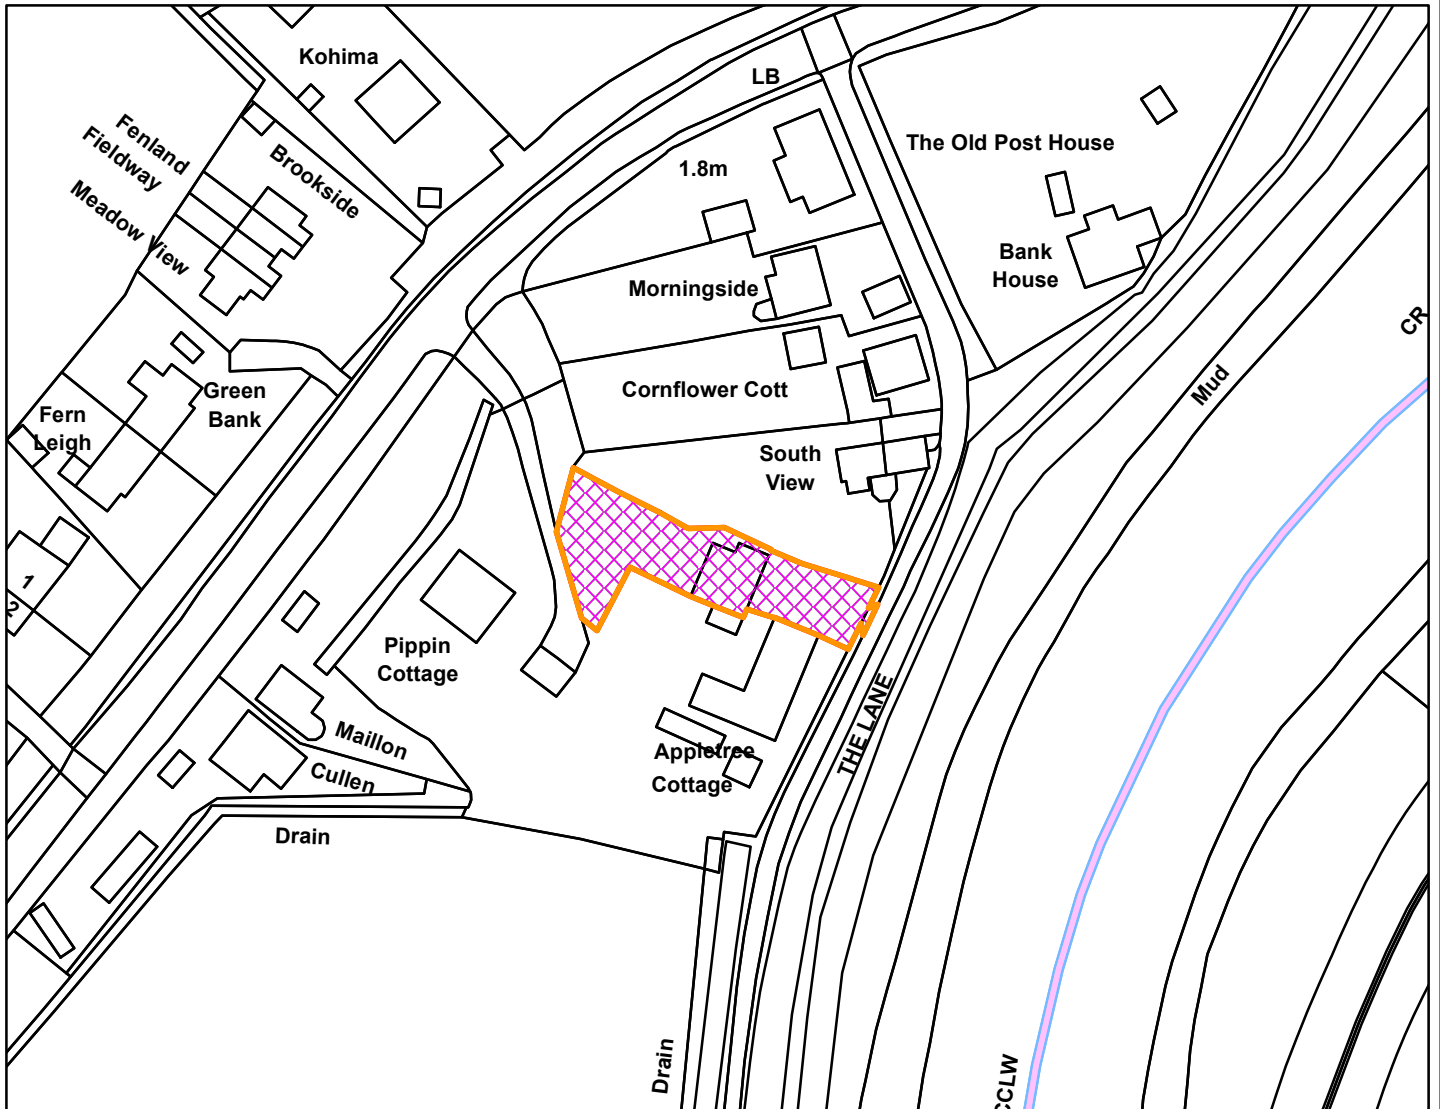 Kohima
LB
Fenland
Fieldway
Brookside
The Old Post House
1.8m
Meadow View
Bank
House
Morningside
CR
Mud
Green
Bank
Cornflower Cott
Fern
Leigh
South
View
1
2
Pippin
Cottage
THE LANE
Maillon
Appletree
Cottage
Cullen
Drain
Drain
CCLW